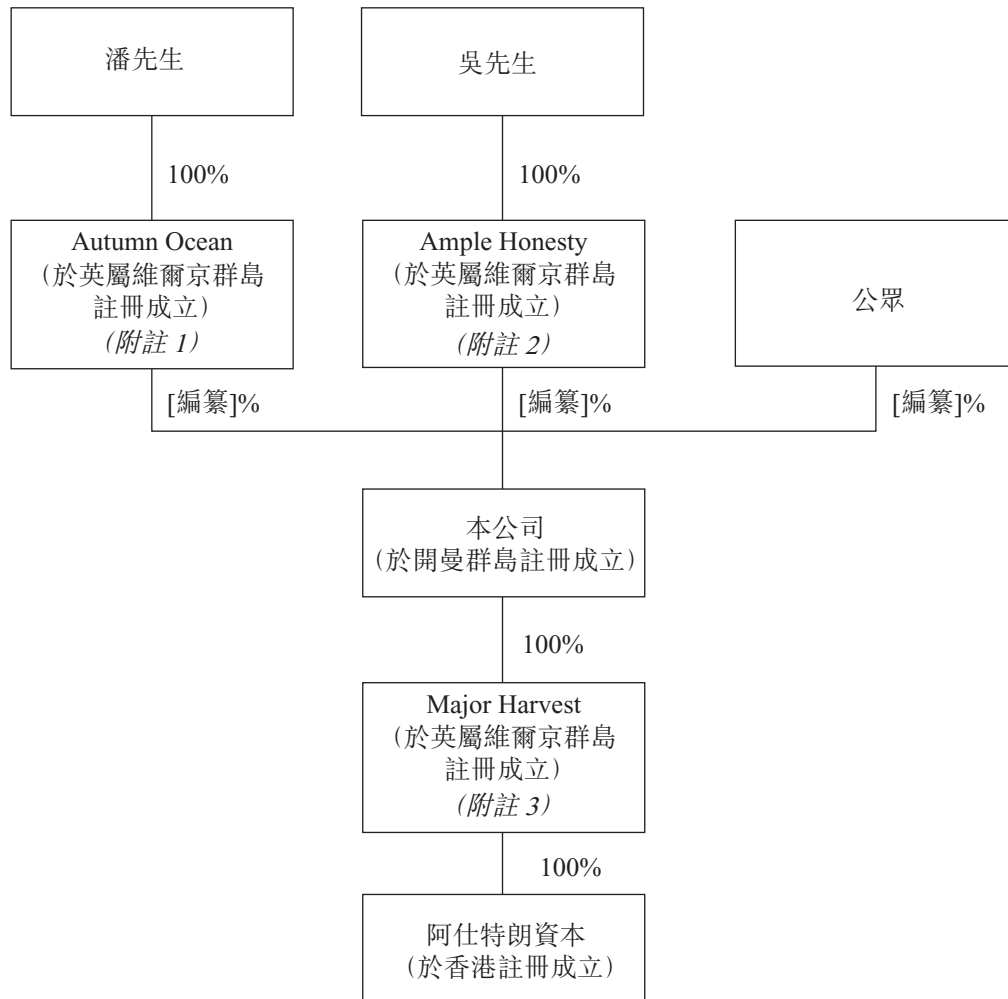 潘先生
吳先生
100%
100%
Autumn Ocean
(於英屬維爾京群島
註冊成立)
(附註 1)
Ample Honesty
(於英屬維爾京群島
註冊成立)
(附註 2)
公眾
[編纂]%
[編纂]%
[編纂]%
本公司
(於開曼群島註冊成立)
100%
Major Harvest
(於英屬維爾京群島
註冊成立)
(附註 3)
100%
阿仕特朗資本
(於香港註冊成立)